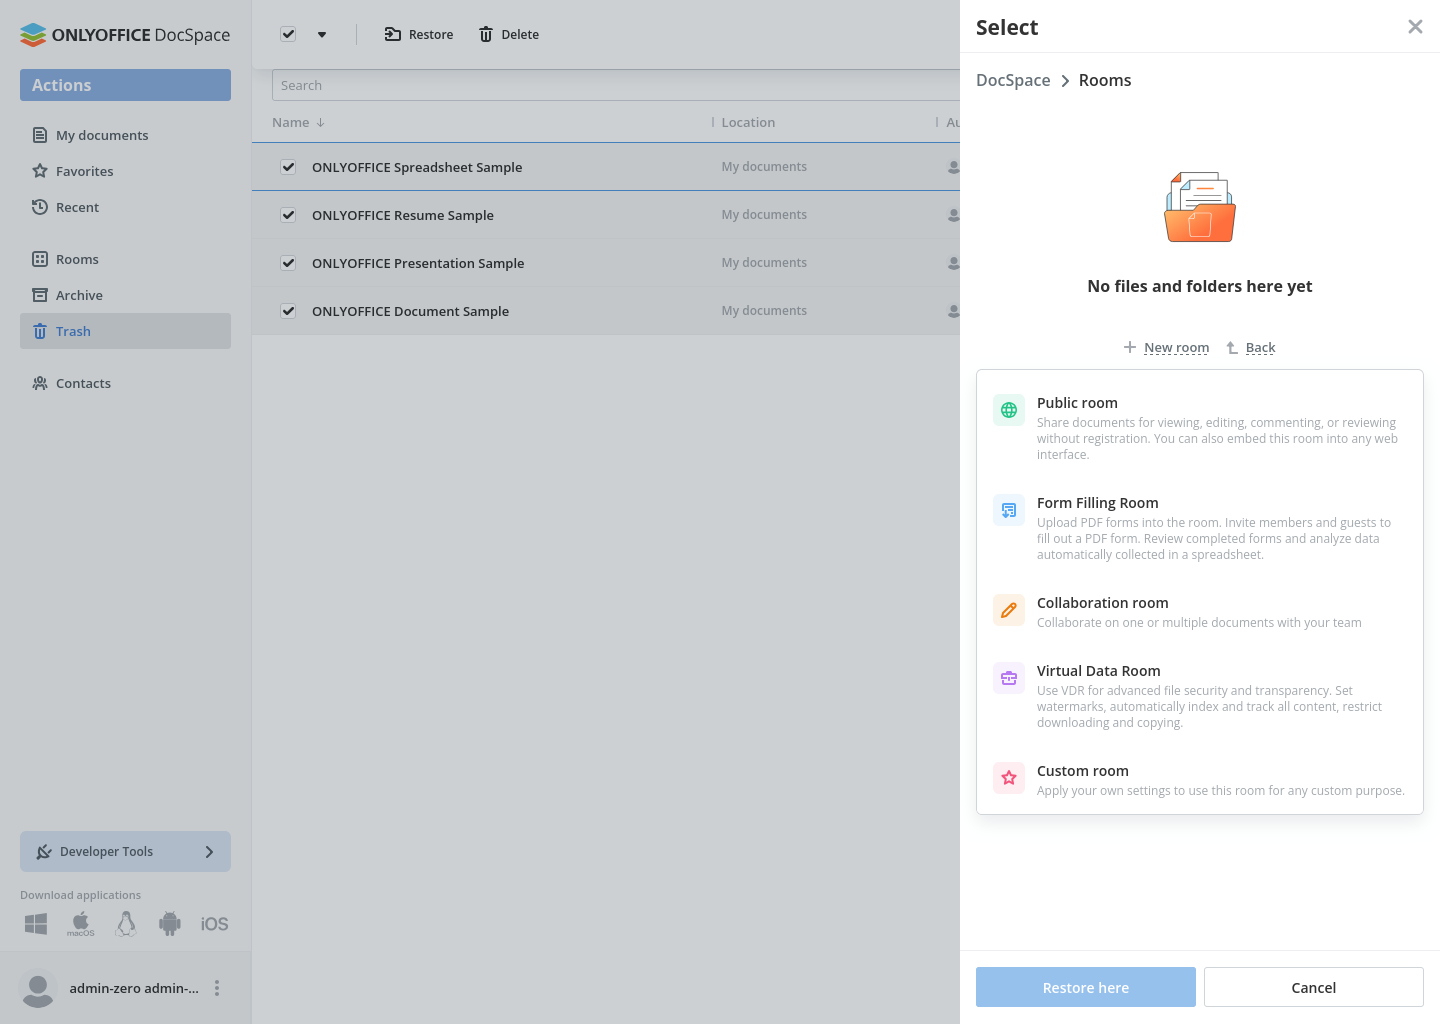 ONLYOFFICE DocSpace
Actions
My documents
Favorites
Recent
Rooms
Archive
Trash
Contacts
Developer Tools
Download applications
macOS
iOS
admin-zero admin-...
Restore
Delete
Search
Name
Location
Au
ONLYOFFICE Spreadsheet Sample
My documents
ONLYOFFICE Resume Sample
My documents
ONLYOFFICE Presentation Sample
My documents
ONLYOFFICE Document Sample
My documents
Select
DocSpace
Rooms
No files and folders here yet
New room
Back
Public room
Share documents for viewing, editing, commenting, or reviewing
without registration. You can also embed this room into any web
interface.
Form Filling Room
Upload PDF forms into the room. Invite members and guests to
fill out a PDF form. Review completed forms and analyze data
automatically collected in a spreadsheet.
Collaboration room
Collaborate on one or multiple documents with your team
Virtual Data Room
Use VDR for advanced file security and transparency. Set
watermarks, automatically index and track all content, restrict
downloading and copying.
Custom room
Apply your own settings to use this room for any custom purpose.
Restore here
Cancel